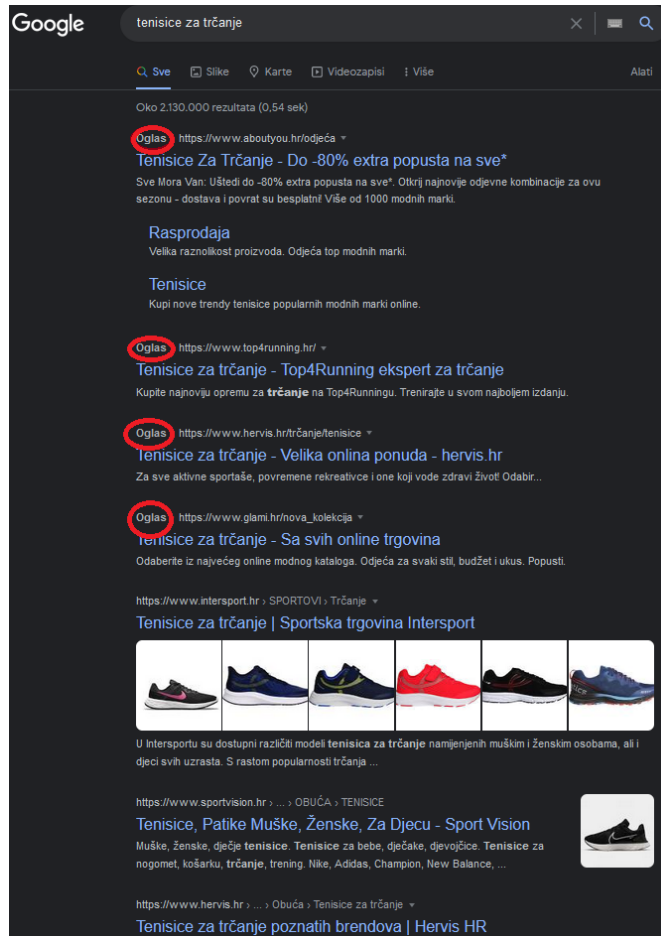 Google
tenisice za trčanje
Sve Slike Karte Videozapisi Više Alati
Oko 2.130.000 rezultata (0,54 sek)
Oglas · https://www.aboutyou.hr/odjeća
Tenisice Za Trčanje - Do -80% extra popusta na sve*
Sve Mora Van: Uštedi do -80% extra popusta na sve*. Otkrij najnovije odjevne kombinacije za ovu
sezonu - dostava i povrat su besplatni! Više od 1000 modnih marki.
Rasprodaja
Velika raznolikost proizvoda. Odjeća top modnih marki.
Tenisice
Kupi nove trendy tenisice popularnih modnih marki online.
Oglas · https://www.top4running.hr/
Tenisice za trčanje - Top4Running ekspert za trčanje
Kupite najnoviju opremu za trčanje na Top4Runningu. Trenirajte u svom najboljem izdanju.
Oglas · https://www.hervis.hr/trčanje/tenisice
Tenisice za trčanje - Velika onlina ponuda - hervis.hr
Za sve aktivne sportaše, povremene rekreativce i one koji vode zdravi život! Odabir...
Oglas · https://www.glami.hr/nova_kolekcija
Tenisice za trčanje - Sa svih online trgovina
Odaberite iz najvećeg online modnog kataloga. Odjeća za svaki stil, budžet i ukus. Popusti.
https://www.intersport.hr › SPORTOVI › Trčanje
Tenisice za trčanje | Sportska trgovina Intersport
U Intersportu su dostupni različiti modeli tenisica za trčanje namijenjenih muškim i ženskim osobama, ali i
djeci svih uzrasta. S rastom popularnosti trčanja ...
https://www.sportvision.hr › ... › OBUĆA › TENISICE
Tenisice, Patike Muške, Ženske, Za Djecu - Sport Vision
Muške, ženske, dječje tenisice. Tenisice za bebe, dječake, djevojčice. Tenisice za
nogomet, košarku, trčanje, trening. Nike, Adidas, Champion, New Balance, ...
https://www.hervis.hr › ... › Obuća › Tenisice za trčanje
Tenisice za trčanje poznatih brendova | Hervis HR